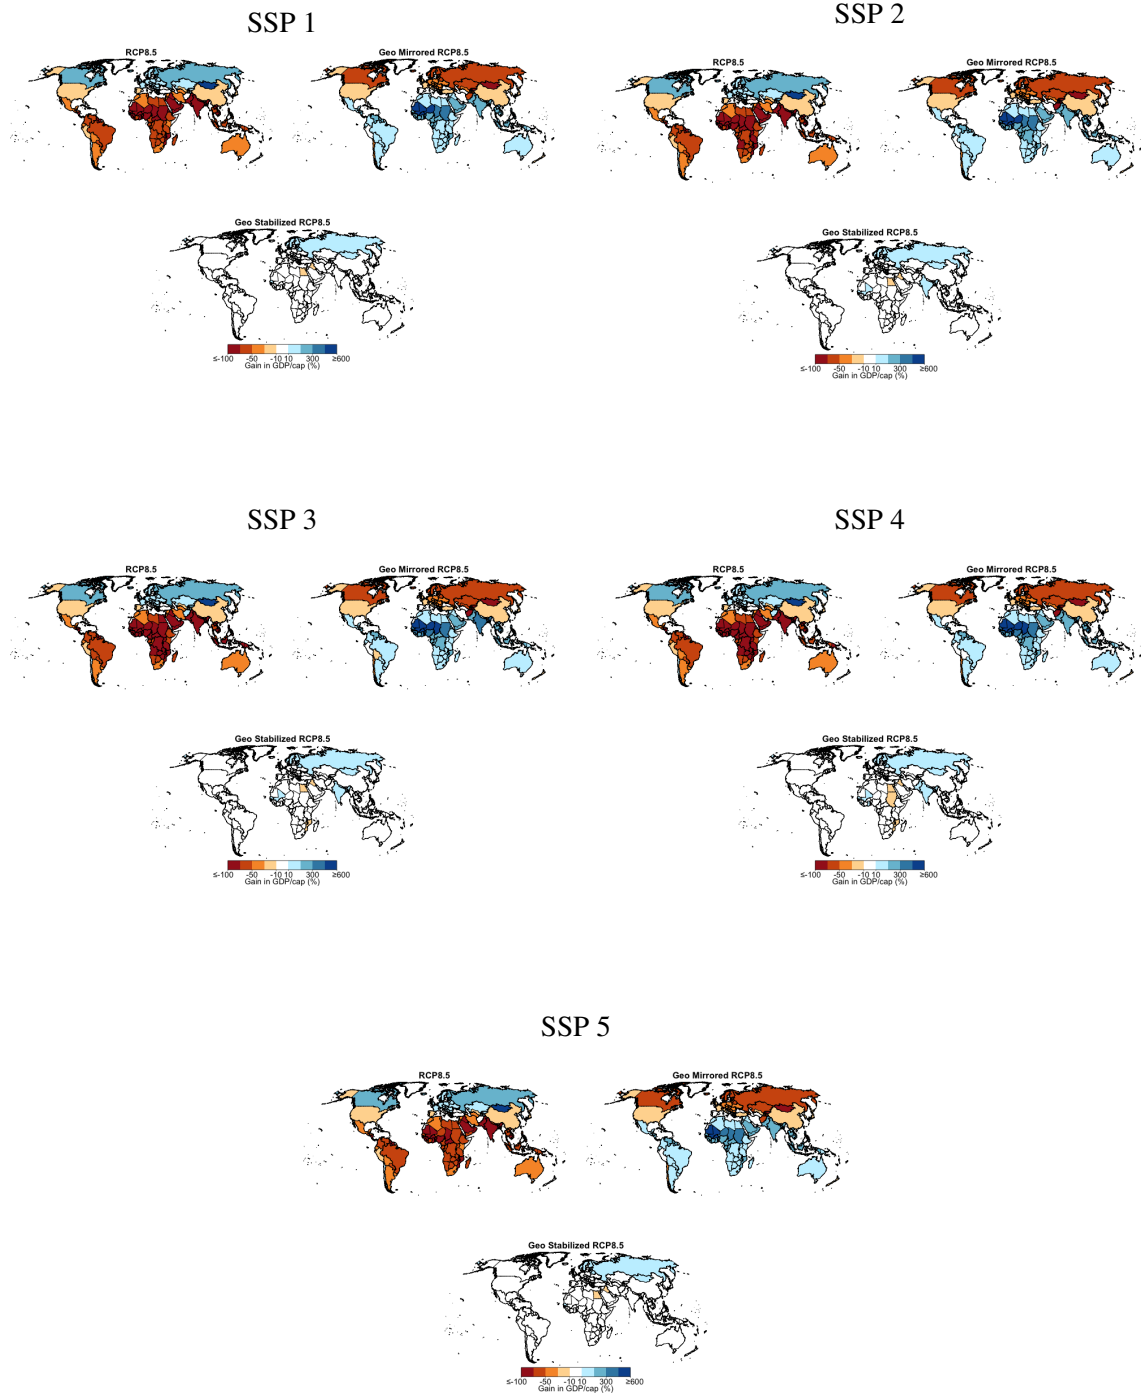 SSP 1
RCP8.5
Geo Mirrored RCP8.5
Geo Stabilized RCP8.5
≤-100 -50 -10 10 300 ≥600
Gain in GDP/cap (%)
SSP 2
RCP8.5
Geo Mirrored RCP8.5
Geo Stabilized RCP8.5
≤-100 -50 -10 10 300 ≥600
Gain in GDP/cap (%)
SSP 3
RCP8.5
Geo Mirrored RCP8.5
Geo Stabilized RCP8.5
≤-100 -50 -10 10 300 ≥600
Gain in GDP/cap (%)
SSP 4
RCP8.5
Geo Mirrored RCP8.5
Geo Stabilized RCP8.5
≤-100 -50 -10 10 300 ≥600
Gain in GDP/cap (%)
SSP 5
RCP8.5
Geo Mirrored RCP8.5
Geo Stabilized RCP8.5
≤-100 -50 -10 10 300 ≥600
Gain in GDP/cap (%)